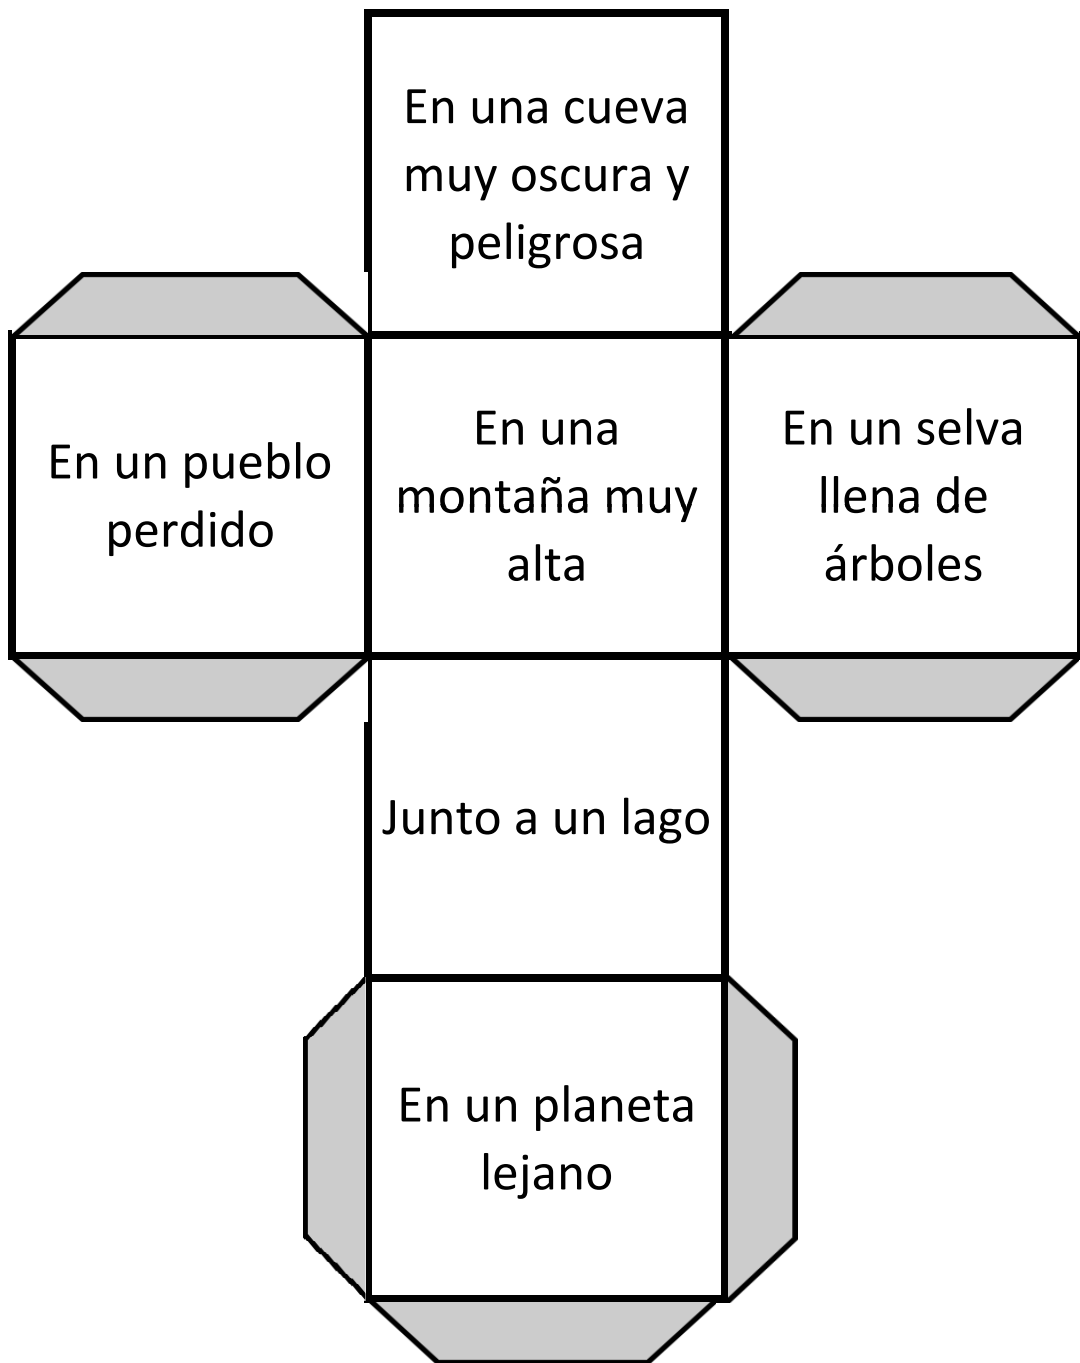 En una cueva
muy oscura y
peligrosa
En un pueblo
perdido
En una
montaña muy
alta
En un selva
llena de
árboles
Junto a un lago
En un planeta
lejano